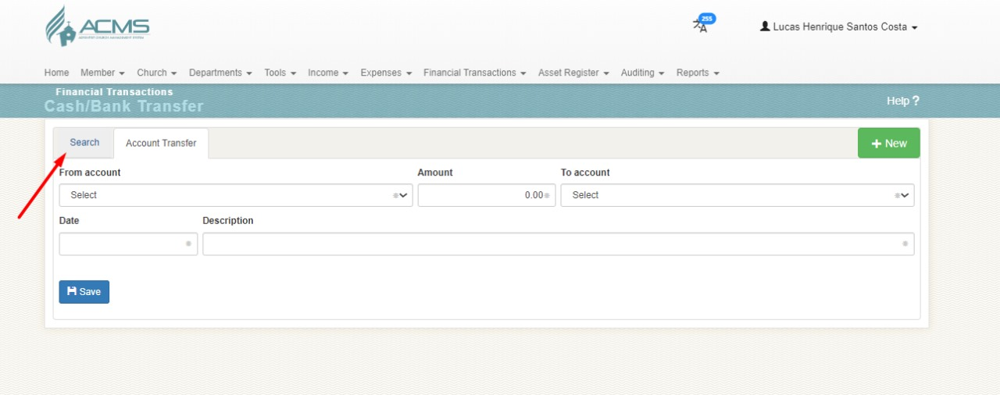 ACMS
ADVENTIST CHURCH MANAGEMENT SYSTEM
255
Lucas Henrique Santos Costa
Home Member Church Departments Tools Income Expenses Financial Transactions Asset Register Auditing Reports
Financial Transactions
Cash/Bank Transfer
Help ?
Search Account Transfer + New
From account Amount To account
Select 0.00 Select
Date Description
Save